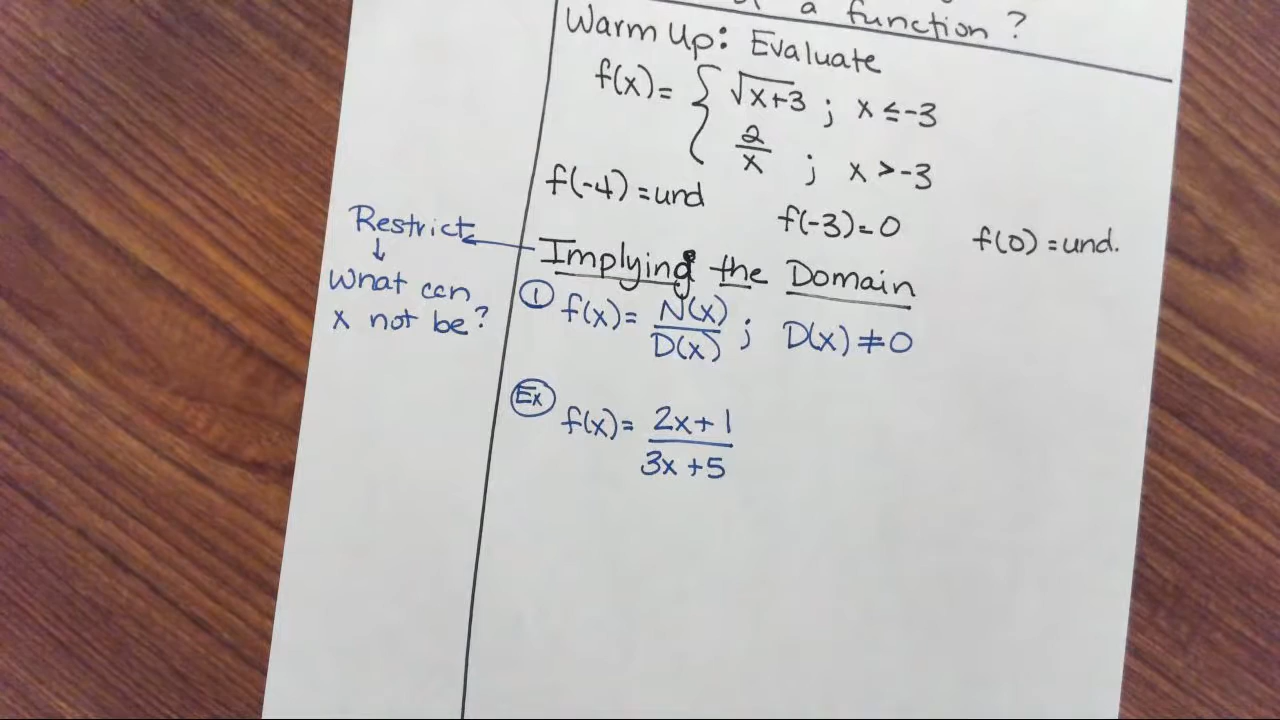 a function ?
Warm Up: Evaluate
f(x) = { √x+3 ; x ≤ -3
2/x ; x > -3
f(-4) = und f(-3) = 0 f(0) = und.
Restrict
Implying the Domain
↓
What can
x not be?
① f(x) = N(x)/D(x) ; D(x) ≠ 0
Ex f(x) = 2x + 1/3x + 5